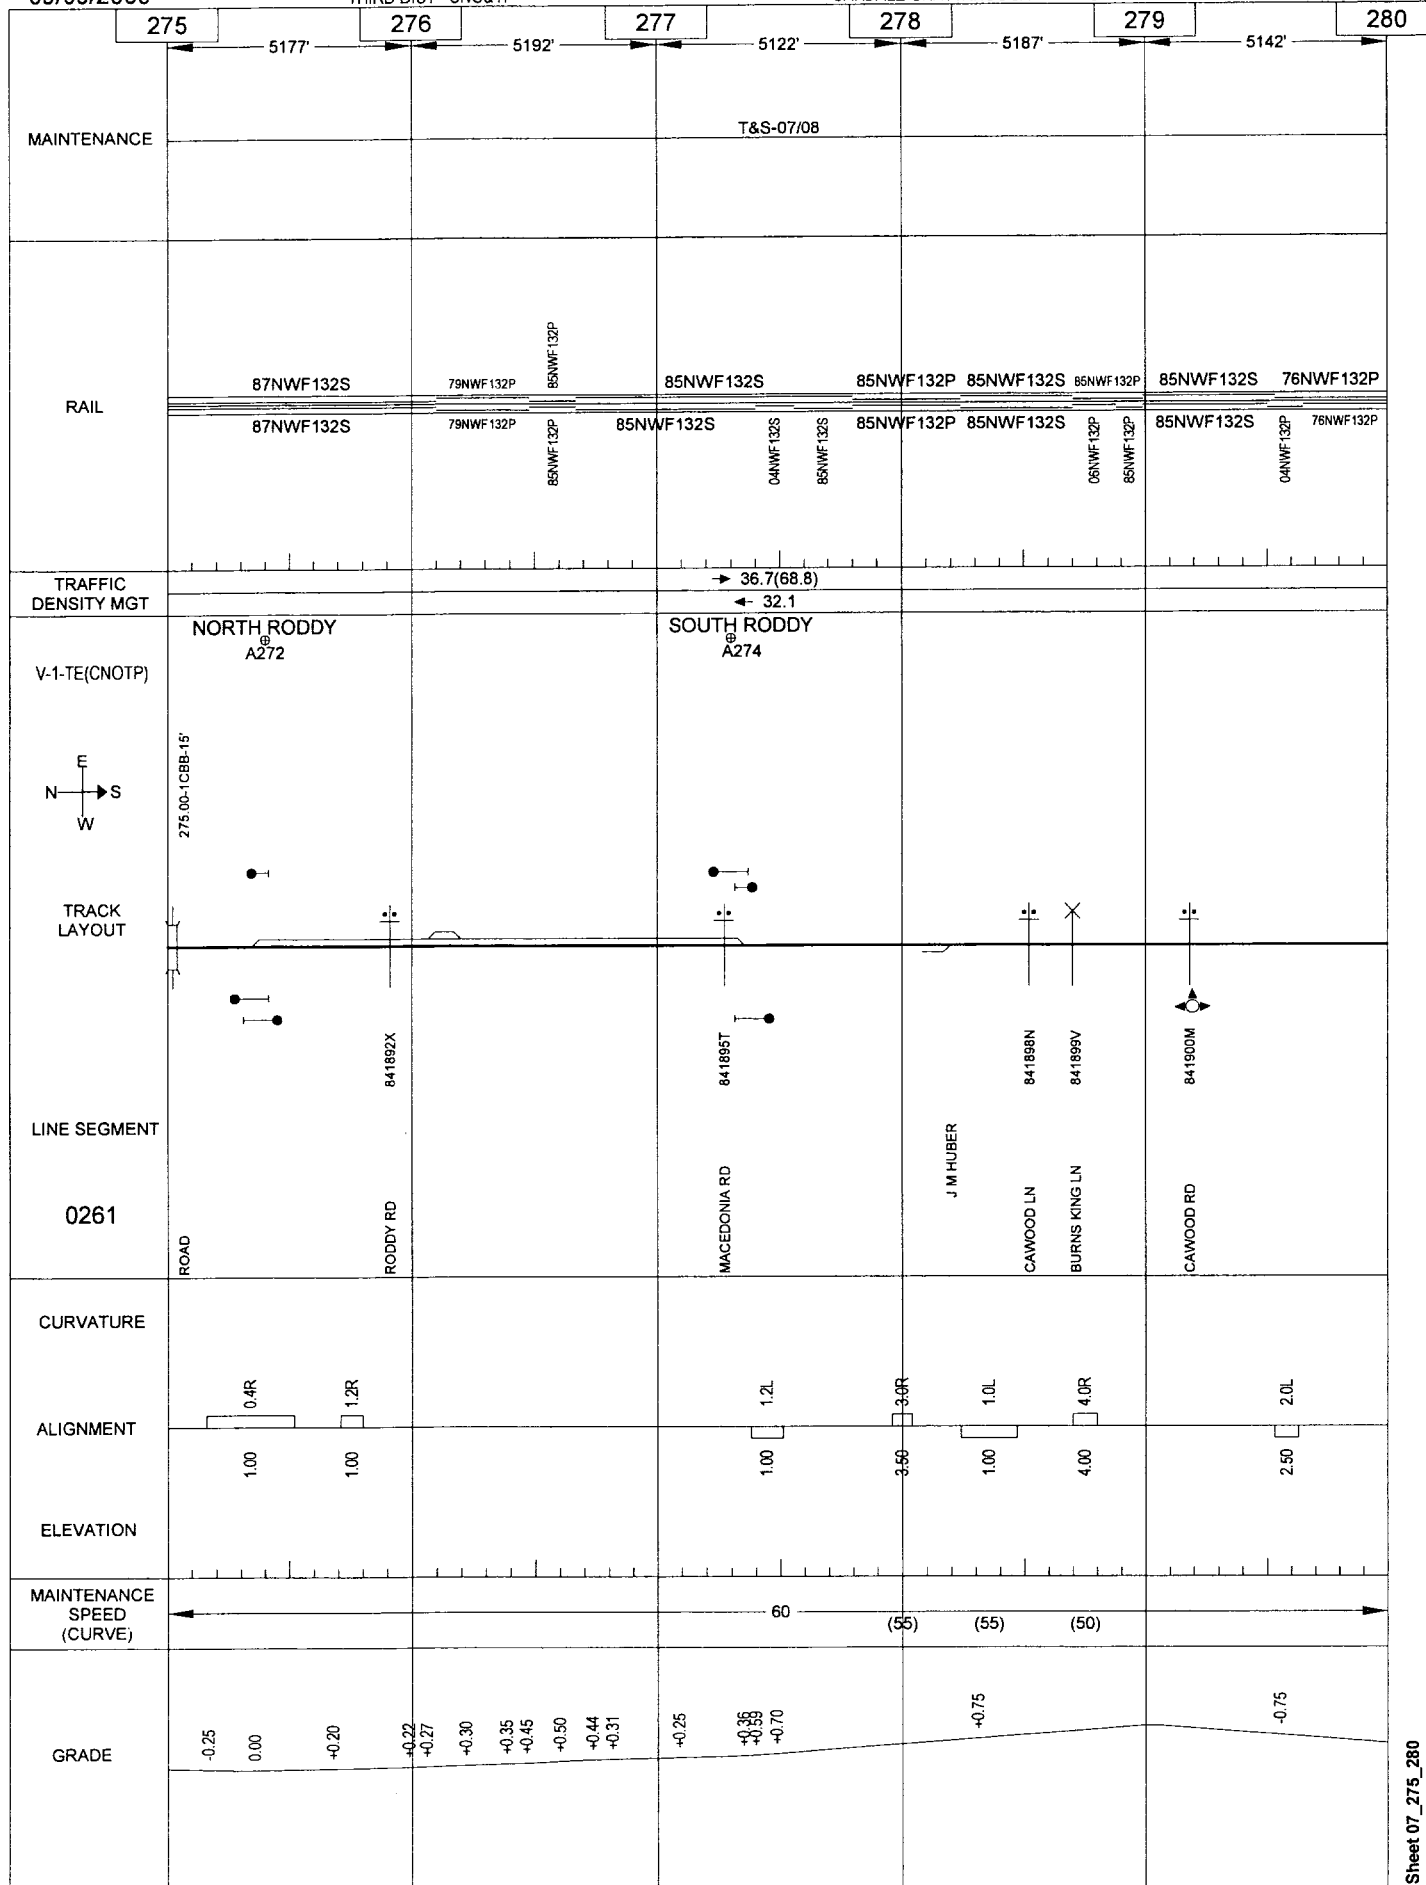 275 276 277 278 279 280
5177' 5192' 5122' 5187' 5142'
MAINTENANCE
T&S-07/08
RAIL
87NWF132S 79NWF132P 85NWF132P 85NWF132S 85NWF132P 85NWF132S 85NWF132P 85NWF132S 76NWF132P
87NWF132S 79NWF132P 85NWF132P 85NWF132S 04NWF132S 85NWF132S 85NWF132P 85NWF132S 06NWF132P 85NWF132P 85NWF132S 04NWF132P 76NWF132P
TRAFFIC
DENSITY MGT
36.7(68.8)
32.1
NORTH RODDY
A272
SOUTH RODDY
A274
V-1-TE(CNOTP)
275.00-1CBB-15'
E
N S
W
TRACK
LAYOUT
841892X
841895T
841898N
841899V
841900M
LINE SEGMENT
0261
ROAD
RODDY RD
MACEDONIA RD
J M HUBER
CAWOOD LN
BURNS KING LN
CAWOOD RD
CURVATURE
0.4R 1.2R 1.2L 3.0R 1.0L 4.0R 2.0L
ALIGNMENT
1.00 1.00 1.00 3.50 1.00 4.00 2.50
ELEVATION
MAINTENANCE
SPEED
(CURVE)
60
(55) (55) (50)
GRADE
-0.25 0.00 +0.20 +0.22 +0.27 +0.30 +0.35 +0.45 +0.50 +0.44 +0.31 +0.25 +0.36 +0.59 +0.70 +0.75 -0.75
Sheet 07_275_280